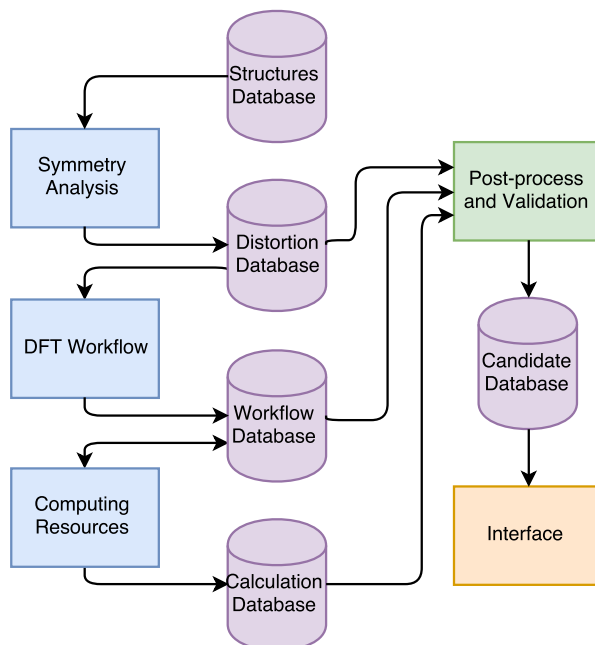 Structures
Database
Symmetry
Analysis
Distortion
Database
Post-process
and Validation
DFT Workflow
Candidate
Database
Workflow
Database
Computing
Resources
Interface
Calculation
Database